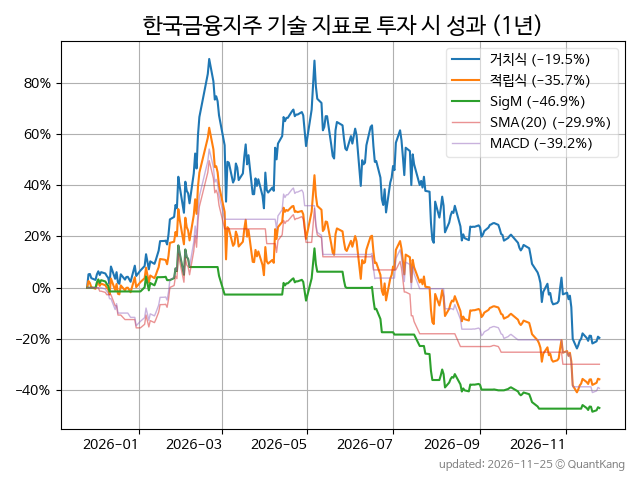 한국금융지주 기술 지표로 투자 시 성과 (1년)
거치식 (−19.5%)
적립식 (−35.7%)
SigM (−46.9%)
SMA(20) (−29.9%)
MACD (−39.2%)
80%
60%
40%
20%
0%
−20%
−40%
2026-01
2026-03
2026-05
2026-07
2026-09
2026-11
updated: 2026-11-25 © QuantKang